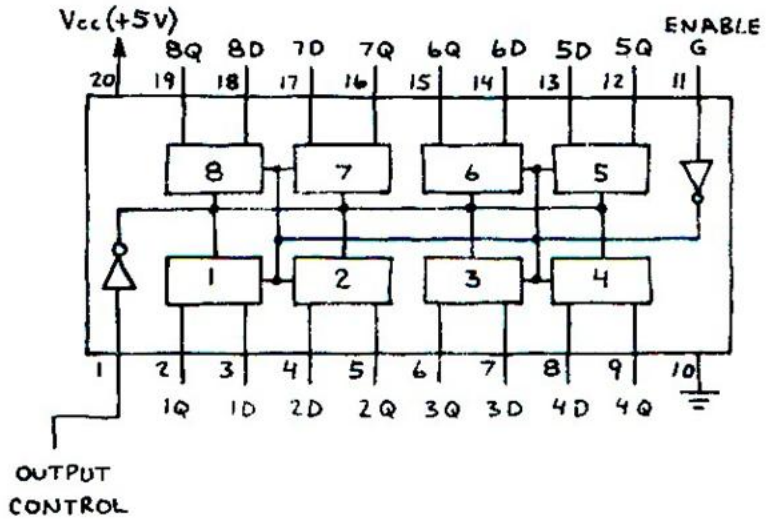 Vcc (+5V)
ENABLE
8Q 8D 7D 7Q 6Q 6D 5D 5Q G
20 19 18 17 16 15 14 13 12 11
8 7 6 5
1 2 3 4
1 2 3 4 5 6 7 8 9 10
1Q 1D 2D 2Q 3Q 3D 4D 4Q
OUTPUT
CONTROL